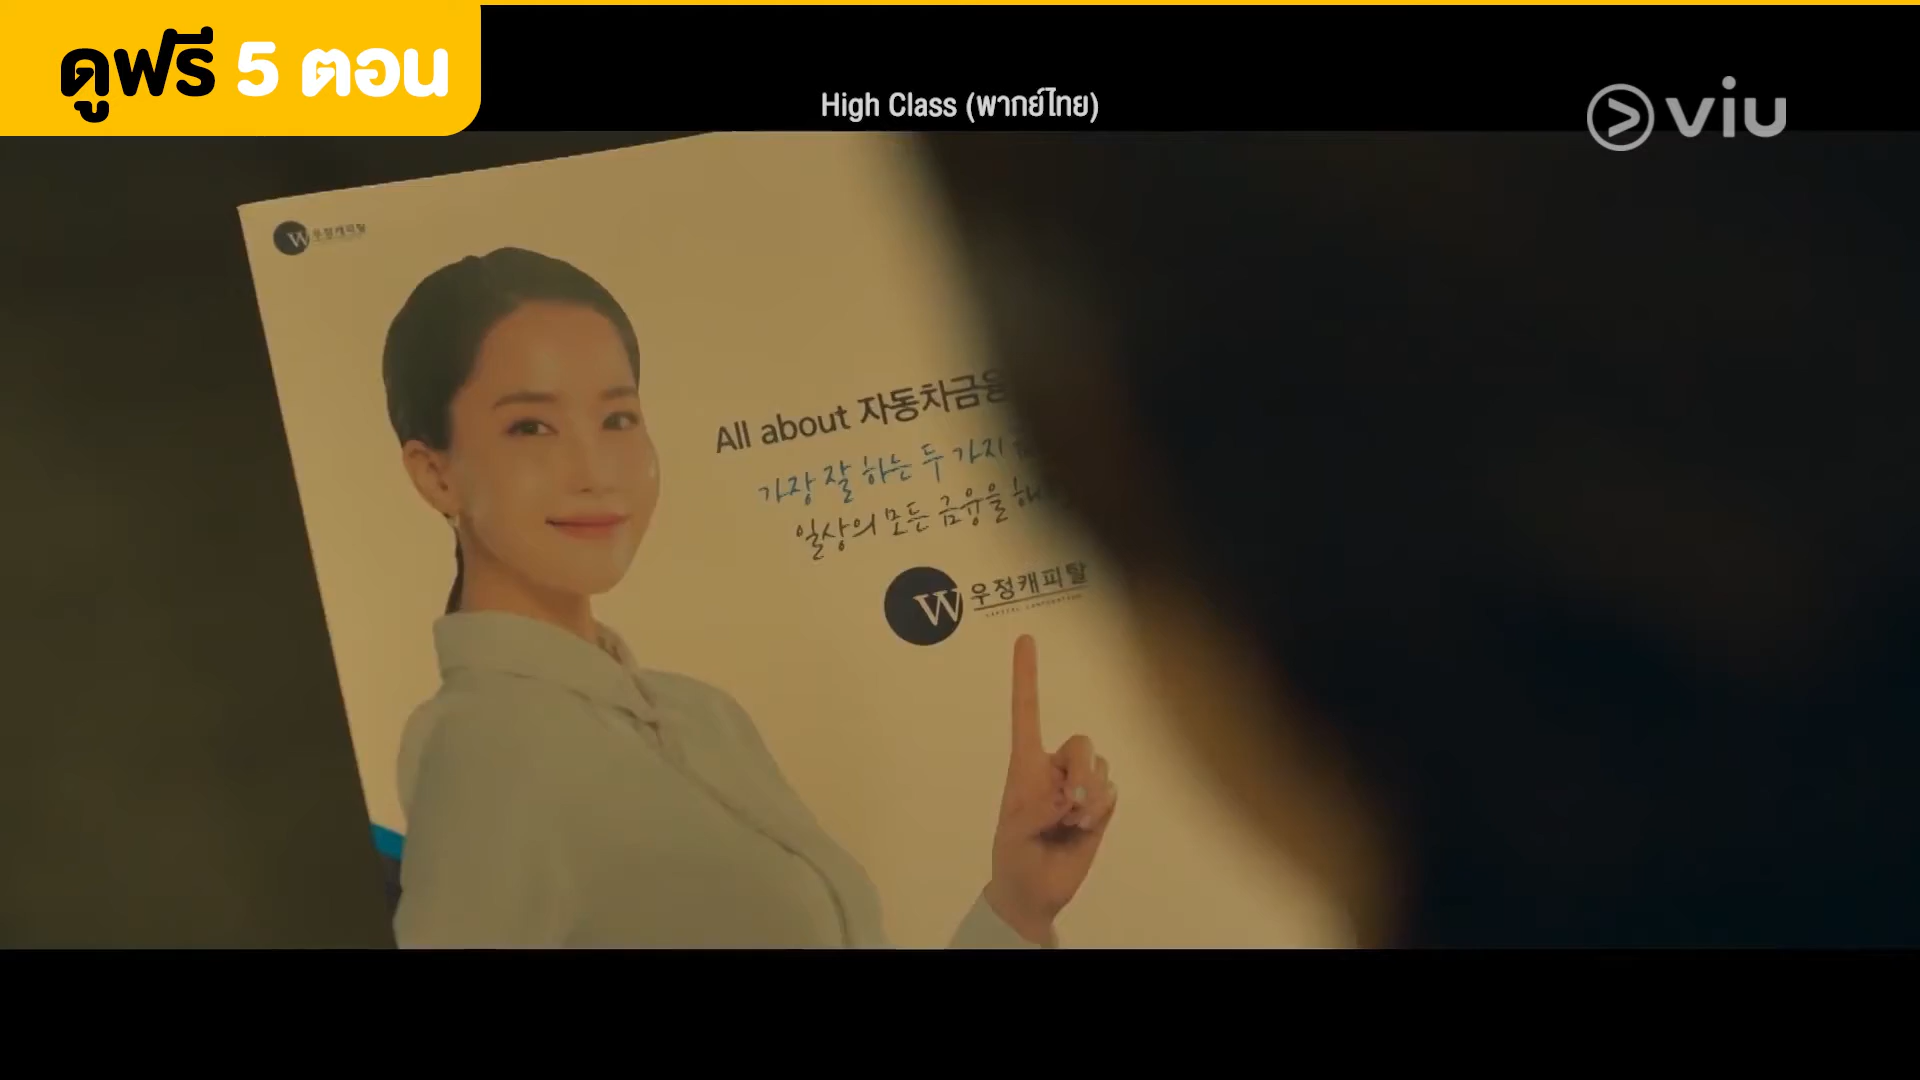 ดูฟรี 5 ตอน
High Class (พากย์ไทย)
viu
W 우정캐피탈
All about 자동차금융
가장 잘 하는 두 가지
일상의 모든 금융을
W 우정캐피탈